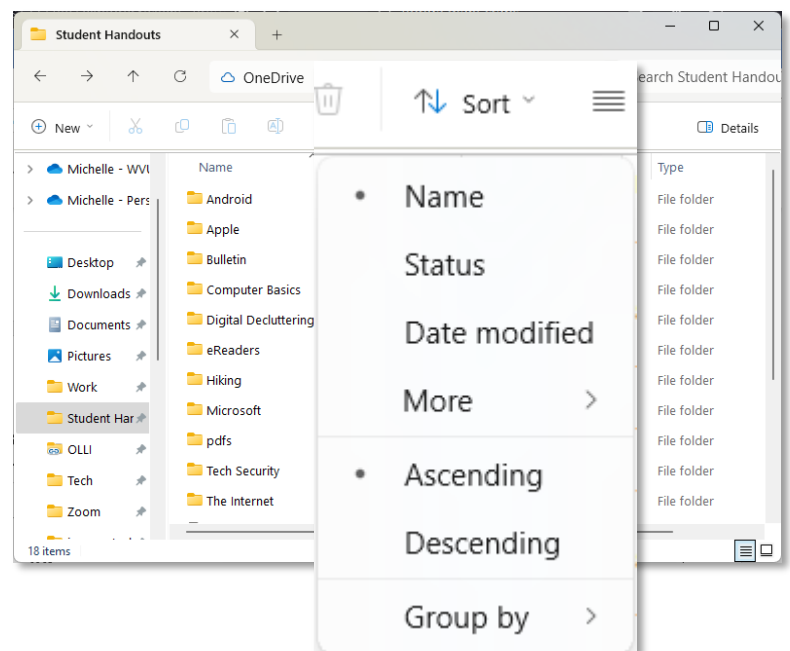 Student Handouts
OneDrive
earch Student Handou
New
Sort
Details
Michelle - WVU
Michelle - Pers
Desktop
Downloads
Documents
Pictures
Work
Student Har
OLLI
Tech
Zoom
Name
Type
Android
File folder
Apple
File folder
Bulletin
File folder
Computer Basics
File folder
Digital Decluttering
File folder
eReaders
File folder
Hiking
File folder
Microsoft
File folder
pdfs
File folder
Tech Security
File folder
The Internet
File folder
Name
Status
Date modified
More
Ascending
Descending
Group by
18 items